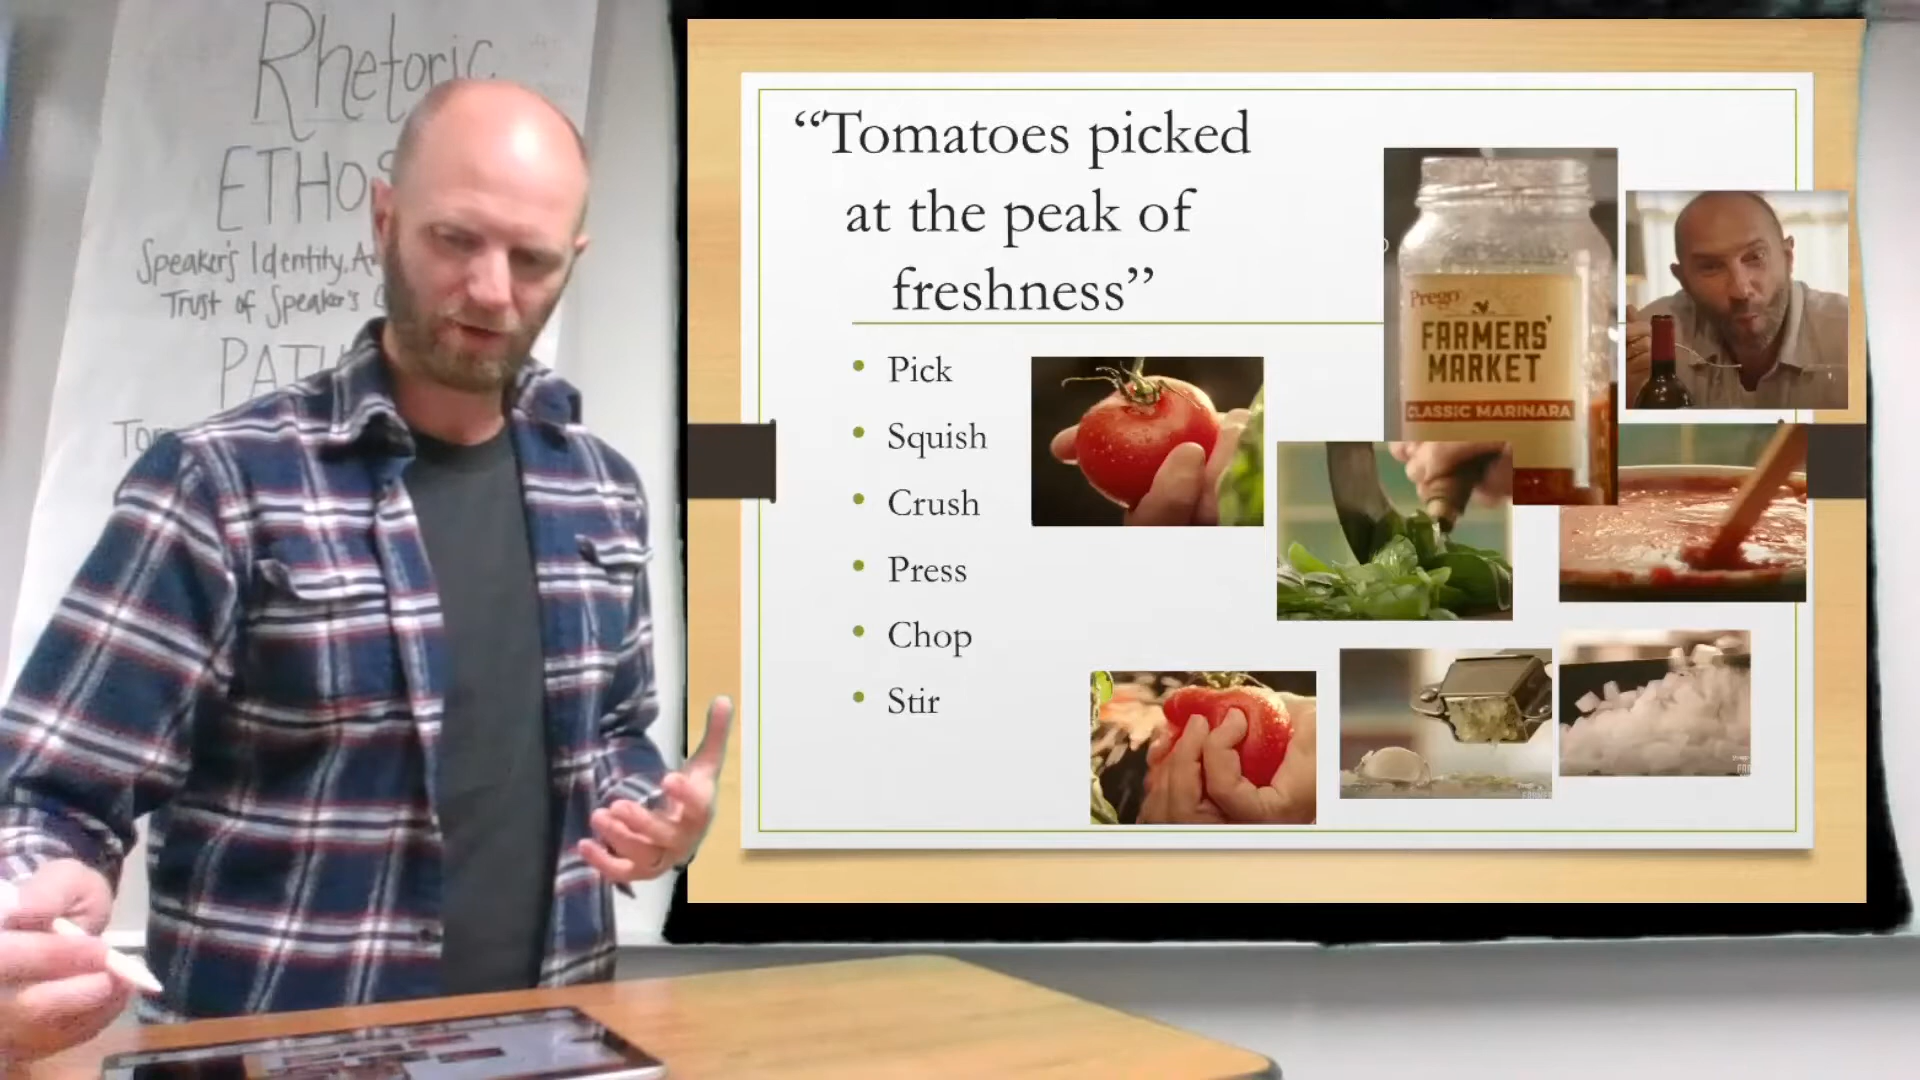 Rhetoric
ETHOS
Speaker's Identity,
Trust of Speaker's
“Tomatoes picked
at the peak of
freshness”
• Pick
• Squish
• Crush
• Press
• Chop
• Stir
Prego
FARMERS'
MARKET
CLASSIC MARINARA